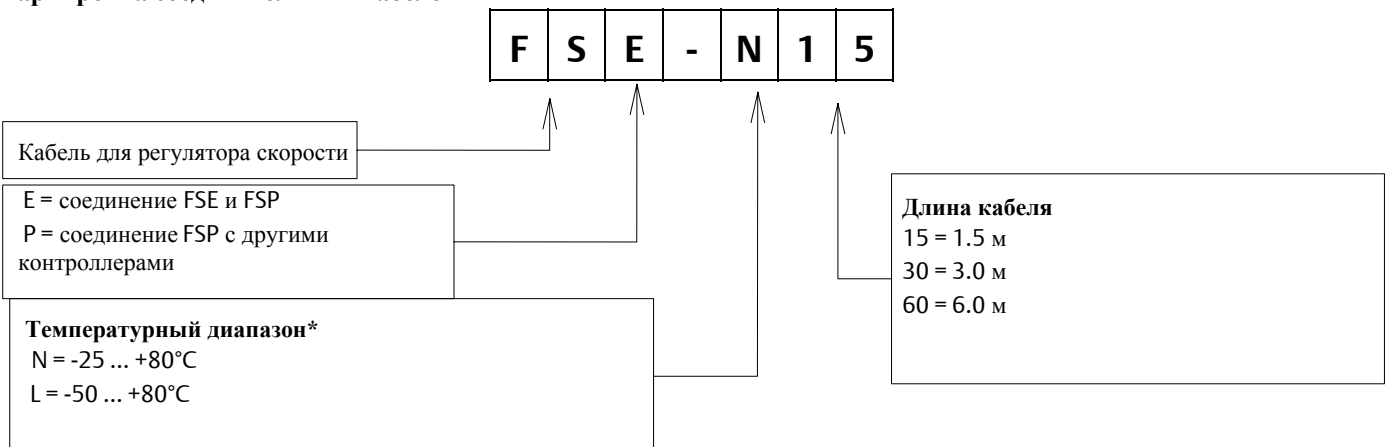 F S E - N 1 5
Кабель для регулятора скорости
E = соединение FSE и FSP
P = соединение FSP с другими
контроллерами
Температурный диапазон*
N = -25 ... +80°C
L = -50 ... +80°C
Длина кабеля
15 = 1.5 м
30 = 3.0 м
60 = 6.0 м